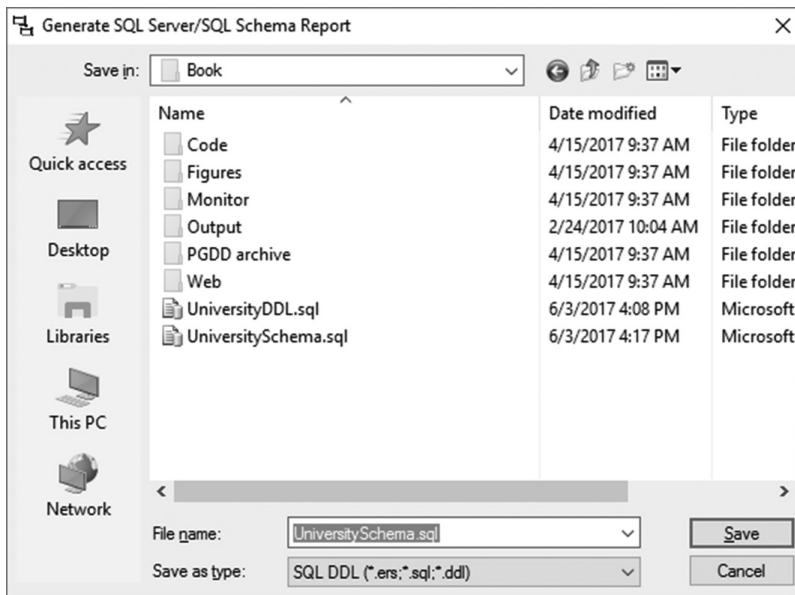 Generate SQL Server/SQL Schema Report
Save in: Book
Name Date modified Type
Code 4/15/2017 9:37 AM File folder
Figures 4/15/2017 9:37 AM File folder
Monitor 4/15/2017 9:37 AM File folder
Output 2/24/2017 10:04 AM File folder
PGDD archive 4/15/2017 9:37 AM File folder
Web 4/15/2017 9:37 AM File folder
UniversityDDL.sql 6/3/2017 4:08 PM Microsoft
UniversitySchema.sql 6/3/2017 4:17 PM Microsoft
Quick access
Desktop
Libraries
This PC
Network
File name: UniversitySchema.sql Save
Save as type: SQL DDL (*.ers;*.sql;*.ddl) Cancel